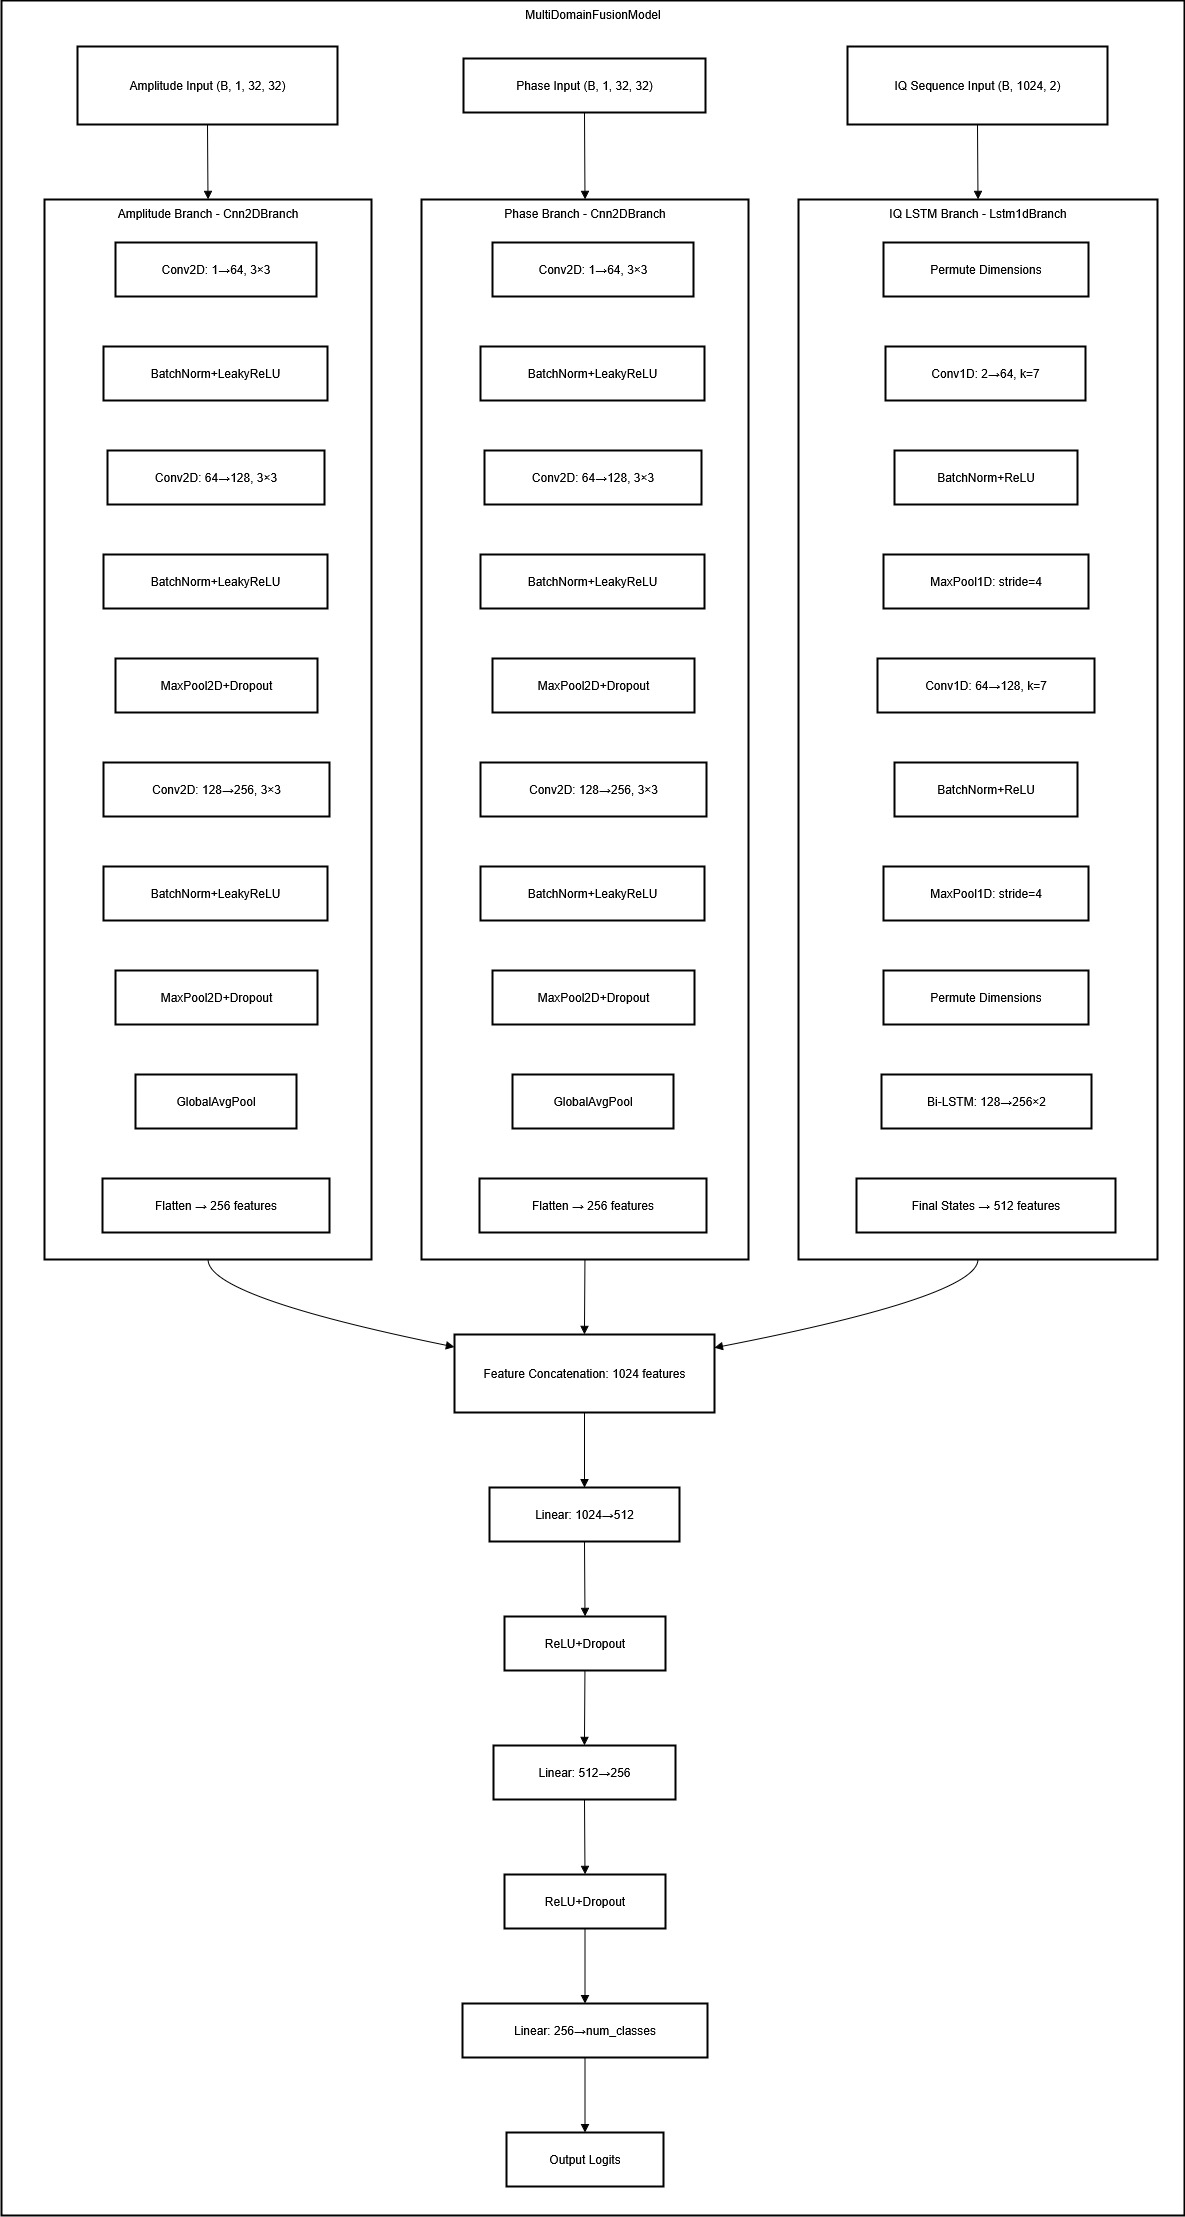 MultiDomainFusionModel
Amplitude Input (B, 1, 32, 32)
Phase Input (B, 1, 32, 32)
IQ Sequence Input (B, 1024, 2)
Amplitude Branch - Cnn2DBranch
Conv2D: 1→64, 3×3
BatchNorm+LeakyReLU
Conv2D: 64→128, 3×3
BatchNorm+LeakyReLU
MaxPool2D+Dropout
Conv2D: 128→256, 3×3
BatchNorm+LeakyReLU
MaxPool2D+Dropout
GlobalAvgPool
Flatten → 256 features
Phase Branch - Cnn2DBranch
Conv2D: 1→64, 3×3
BatchNorm+LeakyReLU
Conv2D: 64→128, 3×3
BatchNorm+LeakyReLU
MaxPool2D+Dropout
Conv2D: 128→256, 3×3
BatchNorm+LeakyReLU
MaxPool2D+Dropout
GlobalAvgPool
Flatten → 256 features
IQ LSTM Branch - Lstm1dBranch
Permute Dimensions
Conv1D: 2→64, k=7
BatchNorm+ReLU
MaxPool1D: stride=4
Conv1D: 64→128, k=7
BatchNorm+ReLU
MaxPool1D: stride=4
Permute Dimensions
Bi-LSTM: 128→256×2
Final States → 512 features
Feature Concatenation: 1024 features
Linear: 1024→512
ReLU+Dropout
Linear: 512→256
ReLU+Dropout
Linear: 256→num_classes
Output Logits